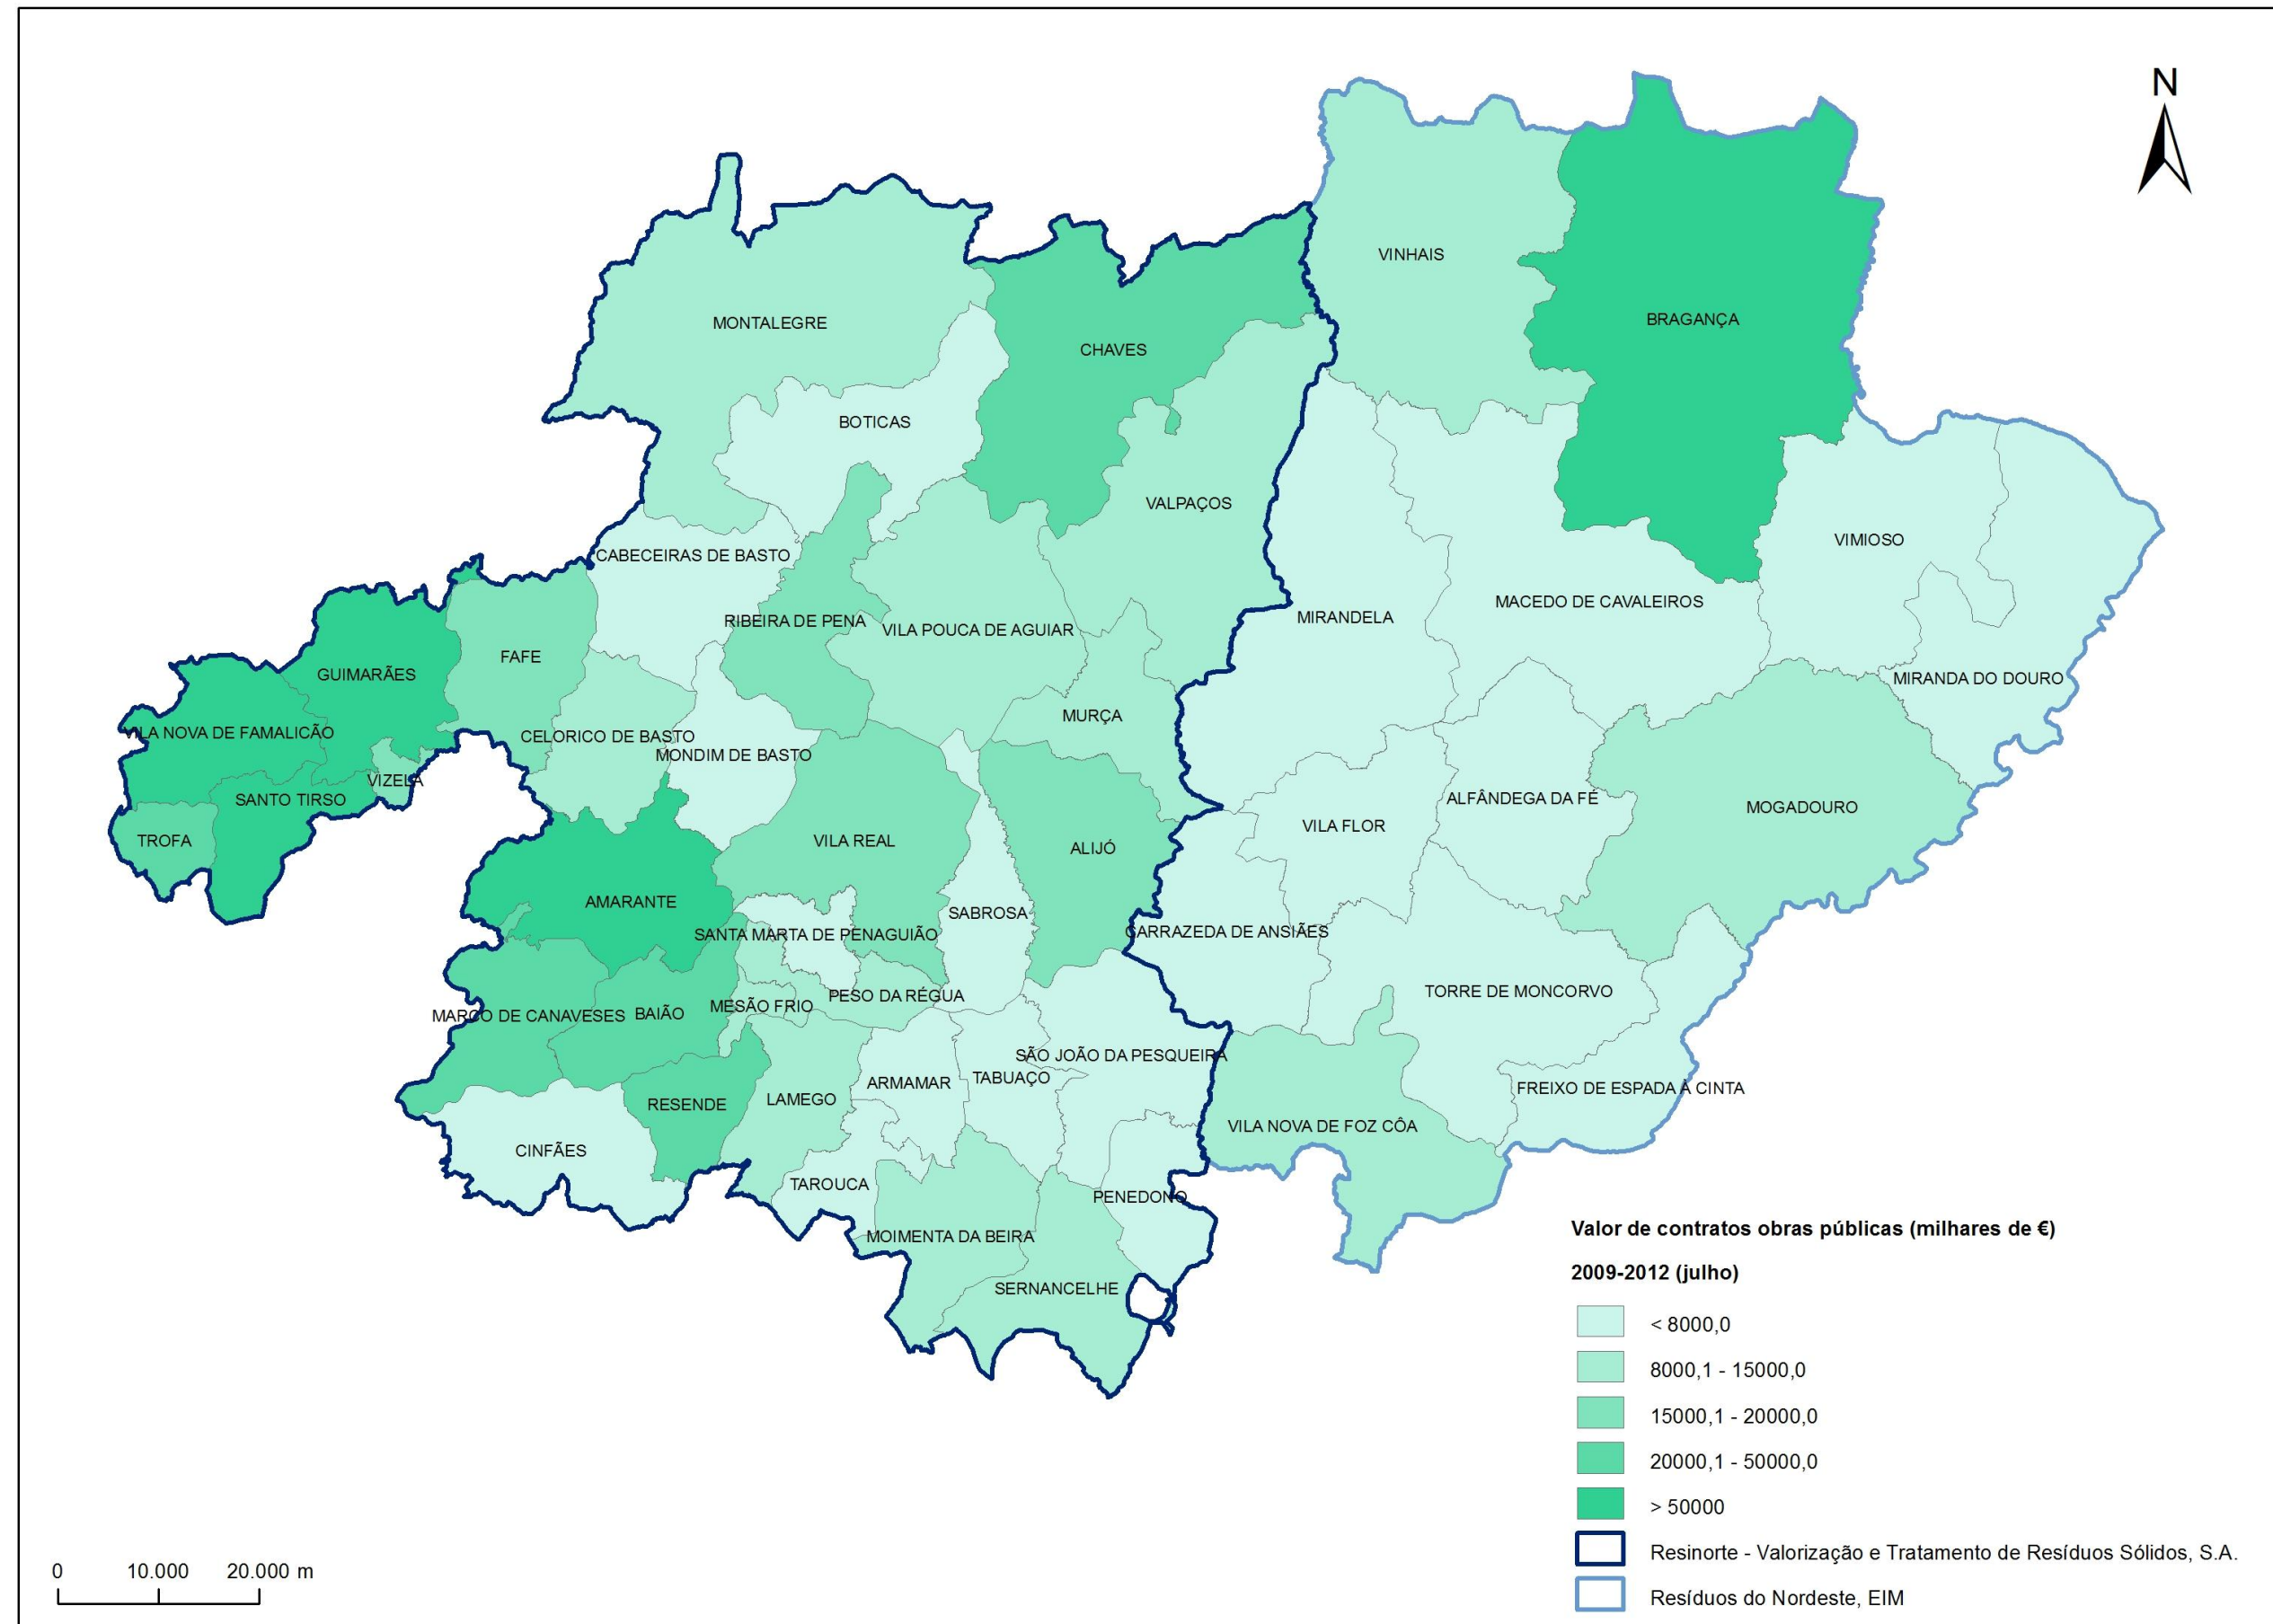 N
VINHAIS
BRAGANÇA
MONTALEGRE
CHAVES
BOTICAS
VALPAÇOS
VIMIOSO
CABECEIRAS DE BASTO
MACEDO DE CAVALEIROS
MIRANDELA
RIBEIRA DE PENA
VILA POUCA DE AGUIAR
FAFE
GUIMARÃES
MIRANDA DO DOURO
MURÇA
VILA NOVA DE FAMALICÃO
CELORICO DE BASTO
MONDIM DE BASTO
VIZELA
SANTO TIRSO
ALFÂNDEGA DA FÉ
MOGADOURO
VILA FLOR
TROFA
VILA REAL
ALIJÓ
AMARANTE
SABROSA
CARRAZEDA DE ANSIÃES
SANTA MARTA DE PENAGUIÃO
TORRE DE MONCORVO
PESO DA RÉGUA
MESÃO FRIO
MARCO DE CANAVESES
BAIÃO
SÃO JOÃO DA PESQUEIRA
TABUAÇO
ARMAMAR
FREIXO DE ESPADA À CINTA
LAMEGO
RESENDE
VILA NOVA DE FOZ CÔA
CINFÃES
TAROUCA
PENEDONO
MOIMENTA DA BEIRA
SERNANCELHE
Valor de contratos obras públicas (milhares de €)
2009-2012 (julho)
< 8000,0
8000,1 - 15000,0
15000,1 - 20000,0
20000,1 - 50000,0
> 50000
Resinorte - Valorização e Tratamento de Resíduos Sólidos, S.A.
Resíduos do Nordeste, EIM
0 10.000 20.000 m